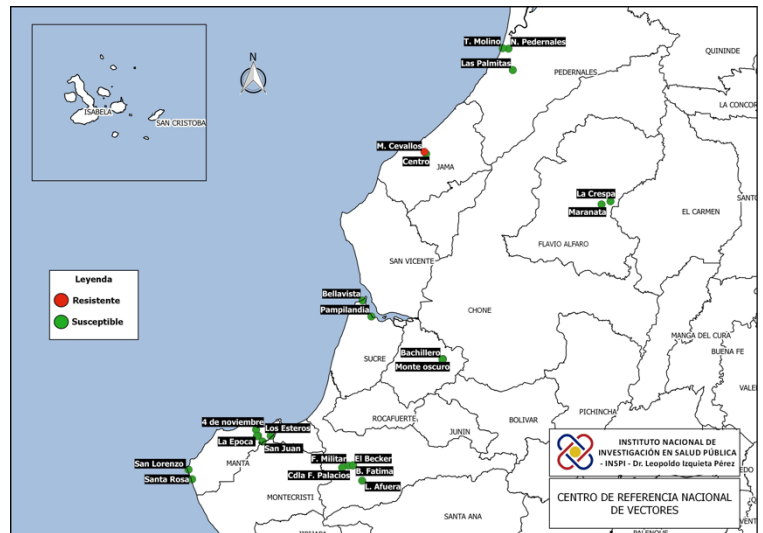 T. Molino
N. Pedernales
QUININDE
Las Palmitas
PEDERNALES
N
LA CONCOR
ISABELA
SAN CRISTOBA
M. Cevallos
Centro
JAMA
La Crespa
Maranata
EL CARMEN
SANTO
FLAVIO ALFARO
SAN VICENTE
Leyenda
Resistente
Susceptible
Bellavista
Pampilandia
CHONE
MANGA DEL CURA
BUENA FE
SUCRE
Bachillero
Monte oscuro
VALE
ROCAFUERTE
JUNIN
BOLIVAR
PICHINCHA
4 de noviembre
Los Esteros
La Epoca
San Juan
MANTA
San Lorenzo
Santa Rosa
F. Militar
El Becker
B. Fatima
Cdla F. Palacios
L. Afuera
MONTECRISTI
SANTA ANA
INSTITUTO NACIONAL DE
INVESTIGACIÓN EN SALUD PÚBLICA
- INSPI - Dr. Leopoldo Izquieta Pérez
CENTRO DE REFERENCIA NACIONAL
DE VECTORES
PALENQUE